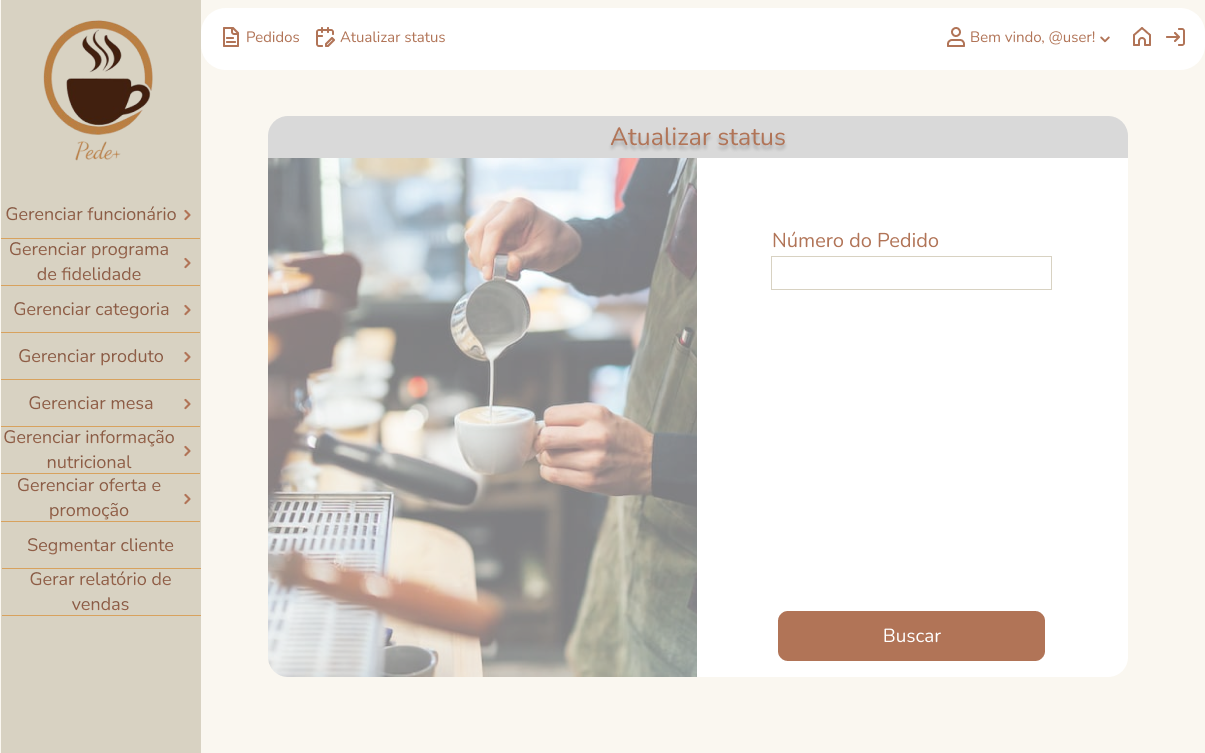 Pede+
Pedidos
Atualizar status
Bem vindo, @user!
Gerenciar funcionário
Gerenciar programa
de fidelidade
Gerenciar categoria
Gerenciar produto
Gerenciar mesa
Gerenciar informação
nutricional
Gerenciar oferta e
promoção
Segmentar cliente
Gerar relatório de
vendas
Atualizar status
Número do Pedido
Buscar